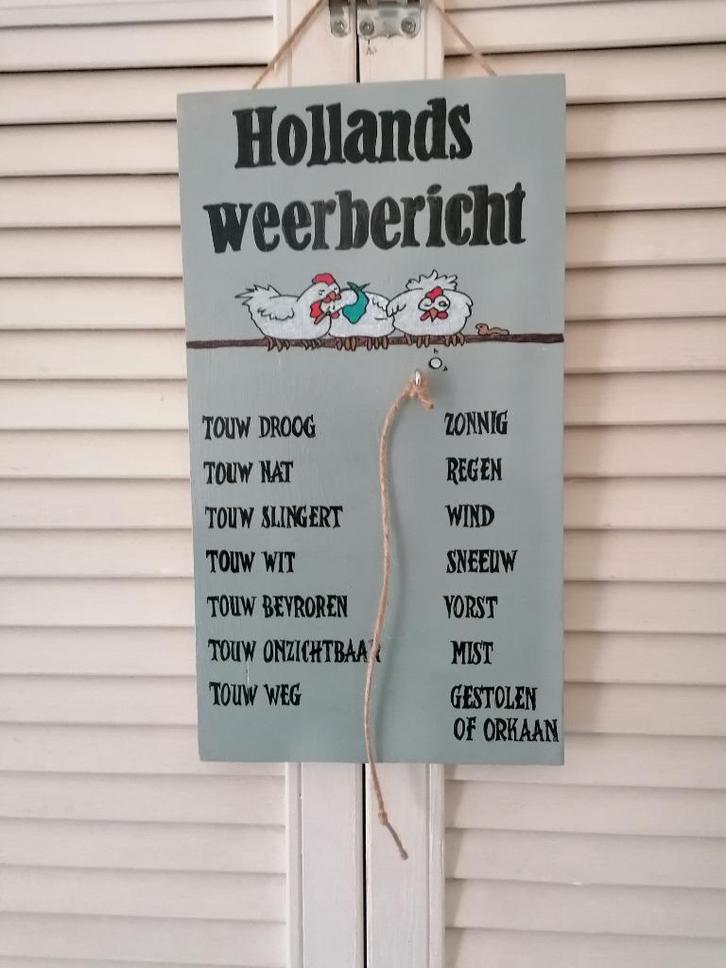 Hollands
weerbericht
TOUW DROOG ZONNIG
TOUW NAT REGEN
TOUW SLINGERT WIND
TOUW WIT SNEEUW
TOUW BEVROREN VORST
TOUW ONZICHTBAAR MIST
TOUW WEG GESTOLEN
OF ORKAAN